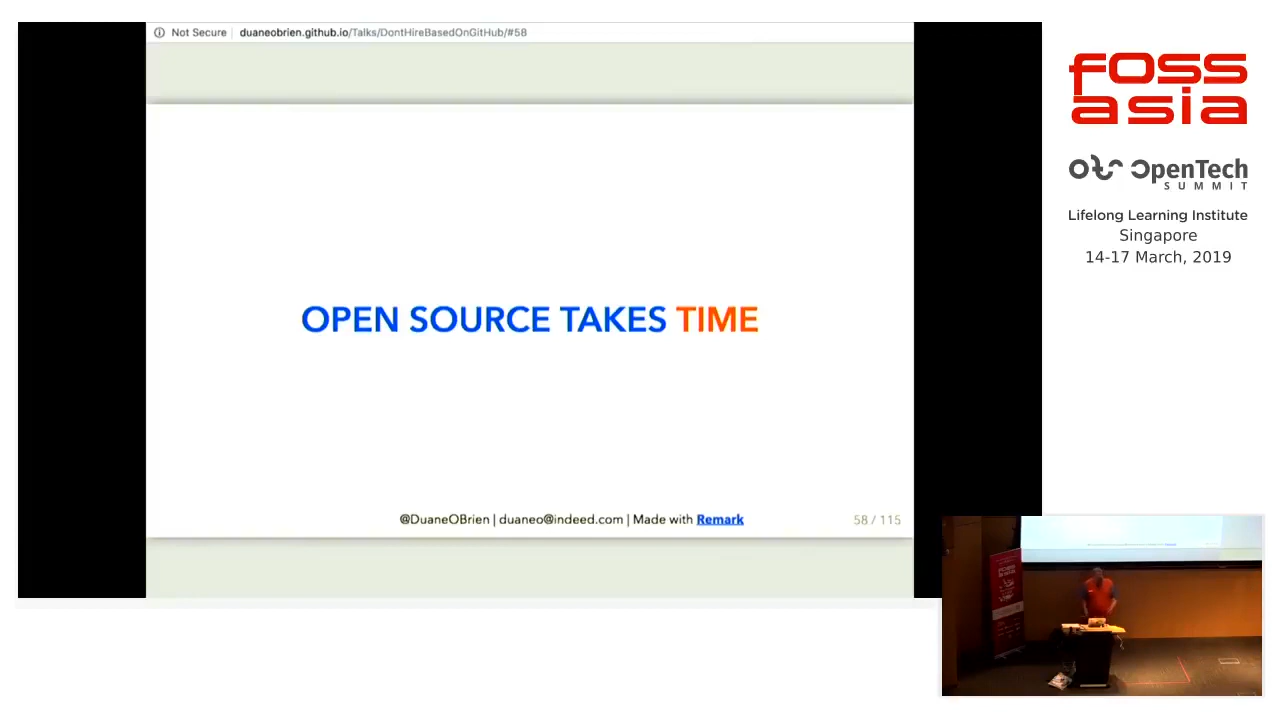 Not Secure duaneobrien.github.io/Talks/DontHireBasedOnGitHub/#58
OPEN SOURCE TAKES TIME
@DuaneOBrien | duaneo@indeed.com | Made with Remark
58 / 115
fOSS
asia
OpenTech
SUMMIT
Lifelong Learning Institute
Singapore
14-17 March, 2019